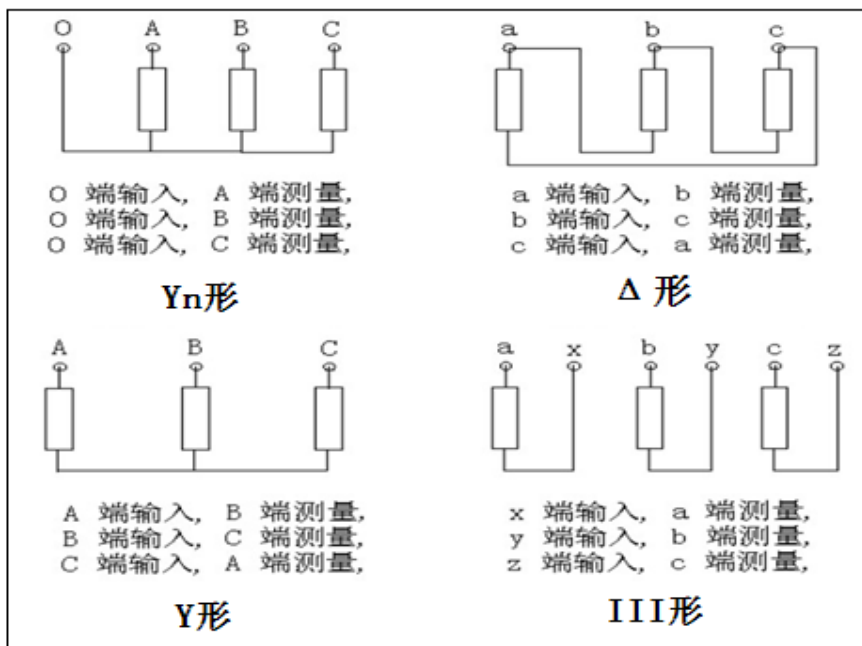 O A B C
O 端输入, A 端测量,
O 端输入, B 端测量,
O 端输入, C 端测量,
Yn形
a b c
a 端输入, b 端测量,
b 端输入, c 端测量,
c 端输入, a 端测量,
Δ 形
A B C
A 端输入, B 端测量,
B 端输入, C 端测量,
C 端输入, A 端测量,
Y形
a x b y c z
x 端输入, a 端测量,
y 端输入, b 端测量,
z 端输入, c 端测量,
III形